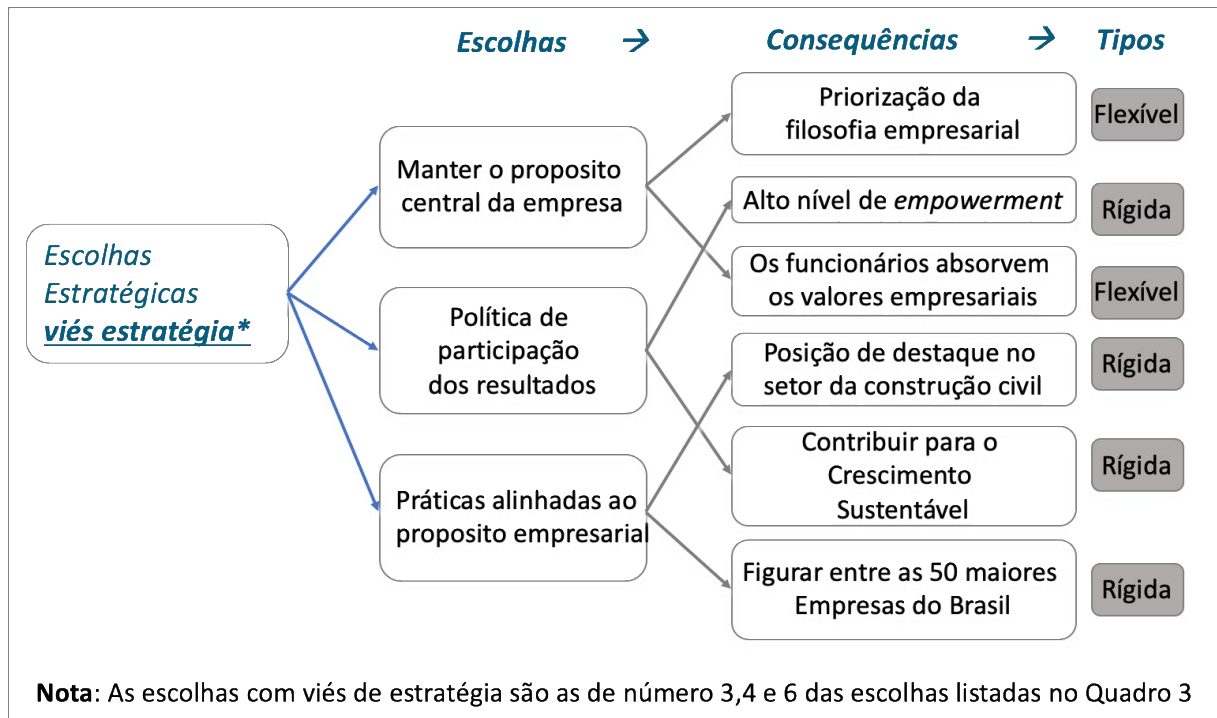 Escolhas → Consequências → Tipos
Escolhas
Estratégicas
viés estratégia*
Manter o proposito
central da empresa
Política de
participação
dos resultados
Práticas alinhadas ao
proposito empresarial
Priorização da
filosofia empresarial
Flexível
Alto nível de empowerment
Rígida
Os funcionários absorvem
os valores empresariais
Flexível
Posição de destaque no
setor da construção civil
Rígida
Contribuir para o
Crescimento
Sustentável
Rígida
Figurar entre as 50 maiores
Empresas do Brasil
Rígida
Nota: As escolhas com viés de estratégia são as de número 3,4 e 6 das escolhas listadas no Quadro 3